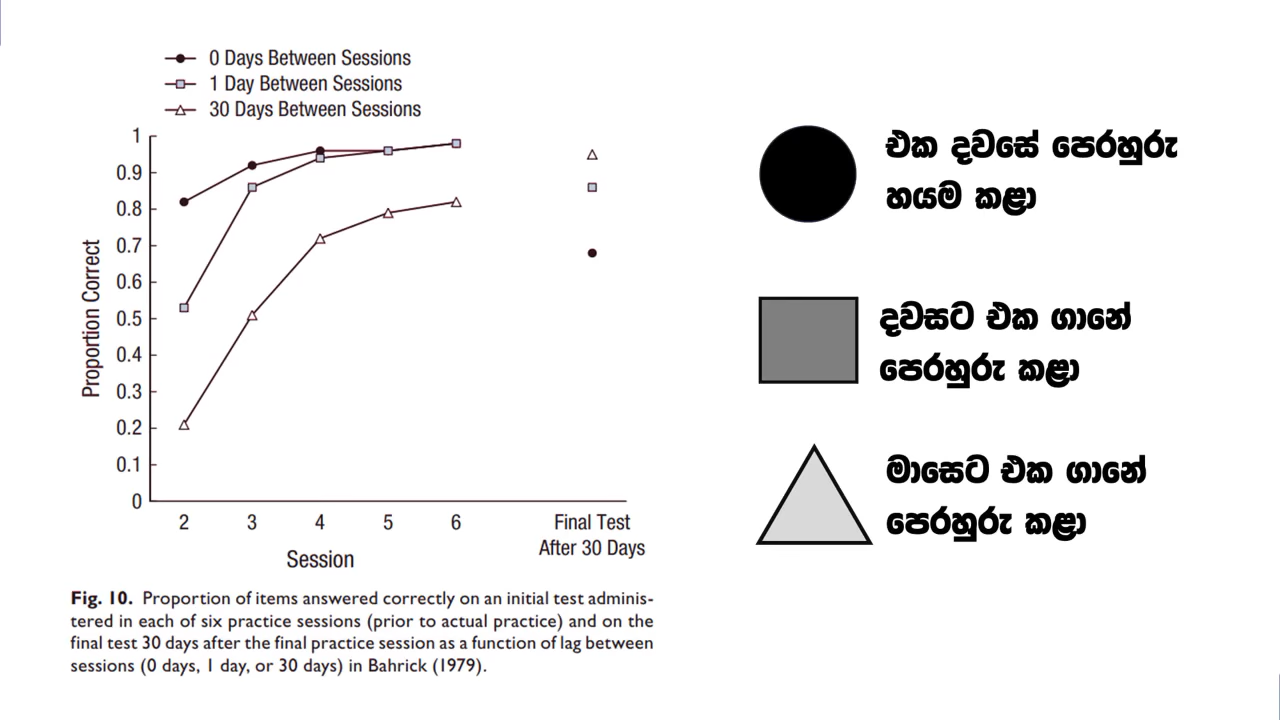 0 Days Between Sessions
1 Day Between Sessions
30 Days Between Sessions
1
0.9
0.8
0.7
0.6
0.5
0.4
0.3
0.2
0.1
0
Proportion Correct
2 3 4 5 6 Final Test
After 30 Days
Session
Fig. 10. Proportion of items answered correctly on an initial test adminis-
tered in each of six practice sessions (prior to actual practice) and on the
final test 30 days after the final practice session as a function of lag between
sessions (0 days, 1 day, or 30 days) in Bahrick (1979).
එක දවසේ පෙරහුරු
හයම කළා
දවසට එක ගානේ
පෙරහුරු කළා
මාසෙට එක ගානේ
පෙරහුරු කළා